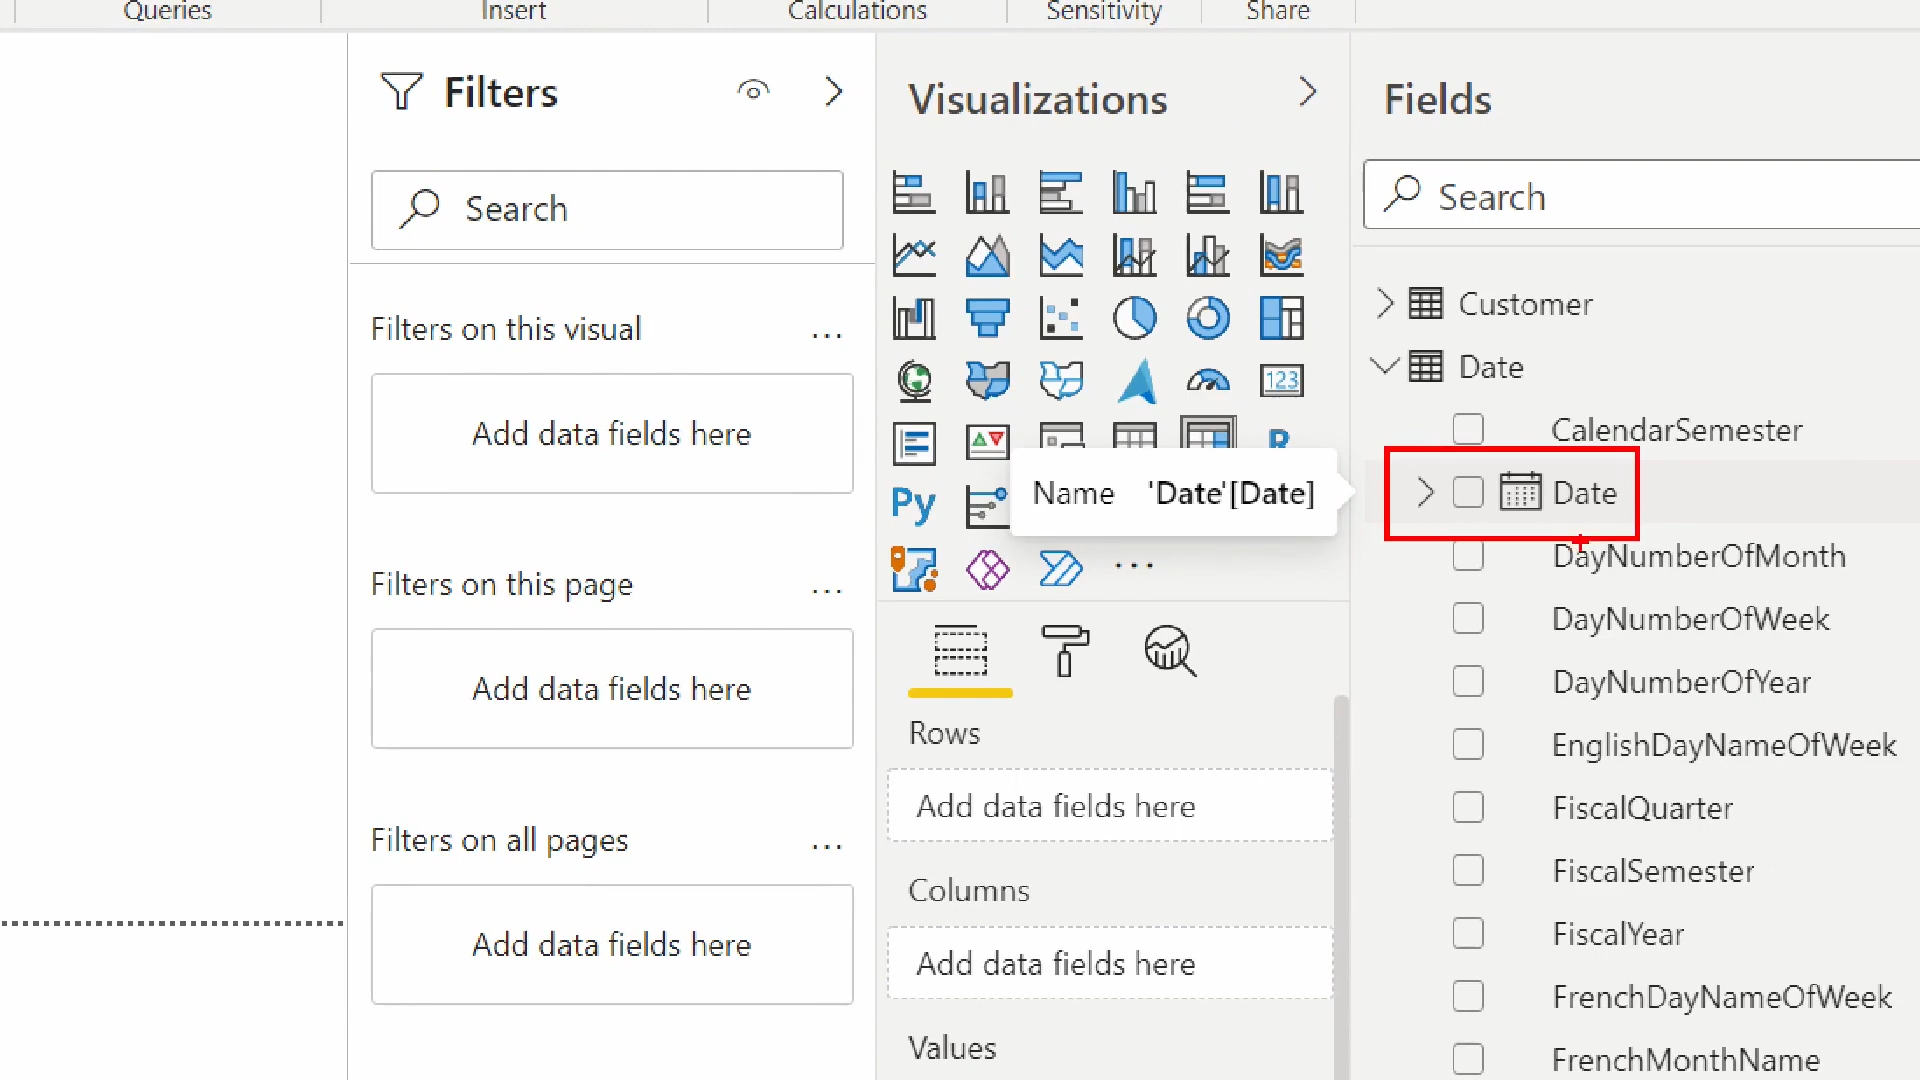 Queries
Insert
Calculations
Sensitivity
Share
Filters
Search
Filters on this visual
...
Add data fields here
Filters on this page
...
Add data fields here
Filters on all pages
...
Add data fields here
Visualizations
123
R
Py
Name 'Date'[Date]
...
Rows
Add data fields here
Columns
Add data fields here
Values
Fields
Search
Customer
Date
CalendarSemester
Date
DayNumberOfMonth
DayNumberOfWeek
DayNumberOfYear
EnglishDayNameOfWeek
FiscalQuarter
FiscalSemester
FiscalYear
FrenchDayNameOfWeek
FrenchMonthName